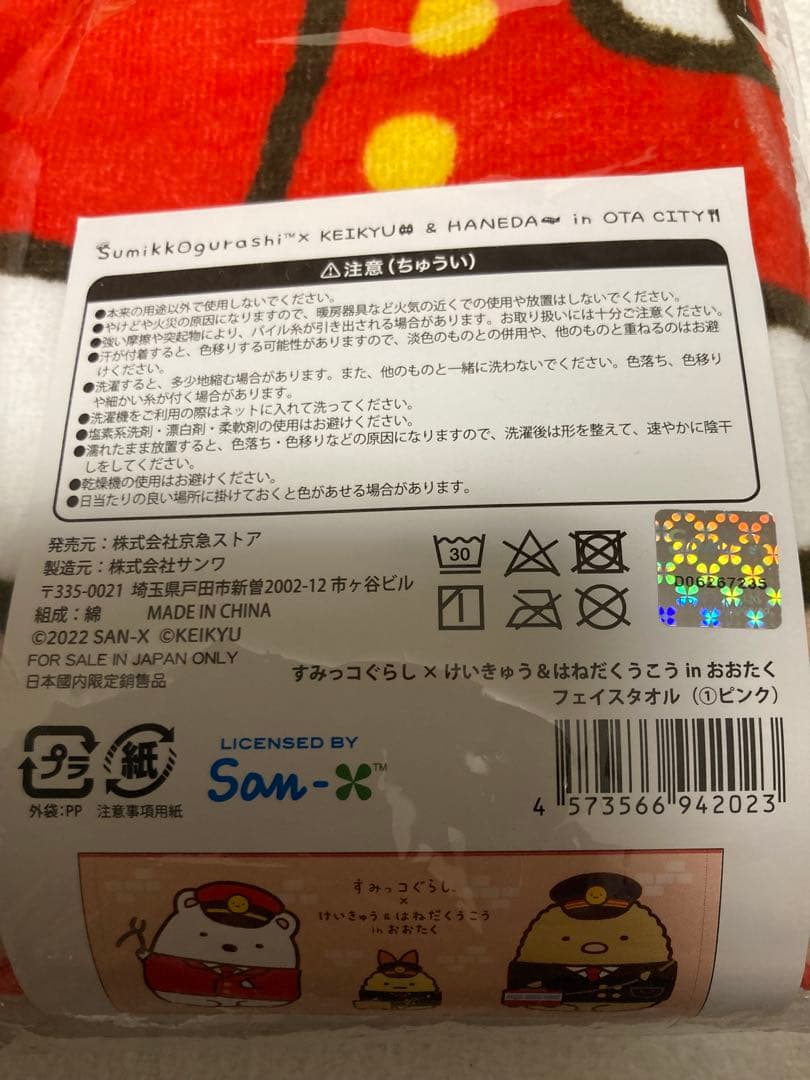 Sumikkogurashi™× KEIKYU & HANEDA in OTA CITY
⚠注意(ちゅうい)
●本来の用途以外で使用しないでください。
●やけどや火災の原因になりますので、暖房器具など火気の近くでの使用や放置はしないでください。
●強い摩擦や突起物により、パイル糸が引き出される場合があります。お取り扱いには十分ご注意ください。
●汗が付着すると、色移りする可能性がありますので、淡色のものとの併用や、他のものと重ねるのはお避
けください。
●洗濯すると、多少地縮む場合があります。また、他のものと一緒に洗わないでください。色落ち、色移り
や細かい糸が付く場合があります。
●洗濯機をご利用の際はネットに入れて洗ってください。
●塩素系洗剤・漂白剤・柔軟剤の使用はお避けください。
●濡れたまま放置すると、色落ち・色移りなどの原因になりますので、洗濯後は形を整えて、速やかに陰干
しをしてください。
●乾燥機の使用はお避けください。
●日当たりの良い場所に掛けておくと色があせる場合があります。
発売元：株式会社京急ストア
製造元：株式会社サンワ
〒335-0021 埼玉県戸田市新曽2002-12 市ヶ谷ビル
組成：綿 MADE IN CHINA
©2022 SAN-X ©KEIKYU
FOR SALE IN JAPAN ONLY
日本國内限定銷售品
30
D06267235
すみっコぐらし × けいきゅう＆はねだくうこう in おおたく
フェイスタオル（①ピンク）
プラ
外袋：PP
紙
注意事項用紙
LICENSED BY
San-X™
4 573566 942023
すみっコぐらし
×
けいきゅう&はねだくうこう
in おおたく